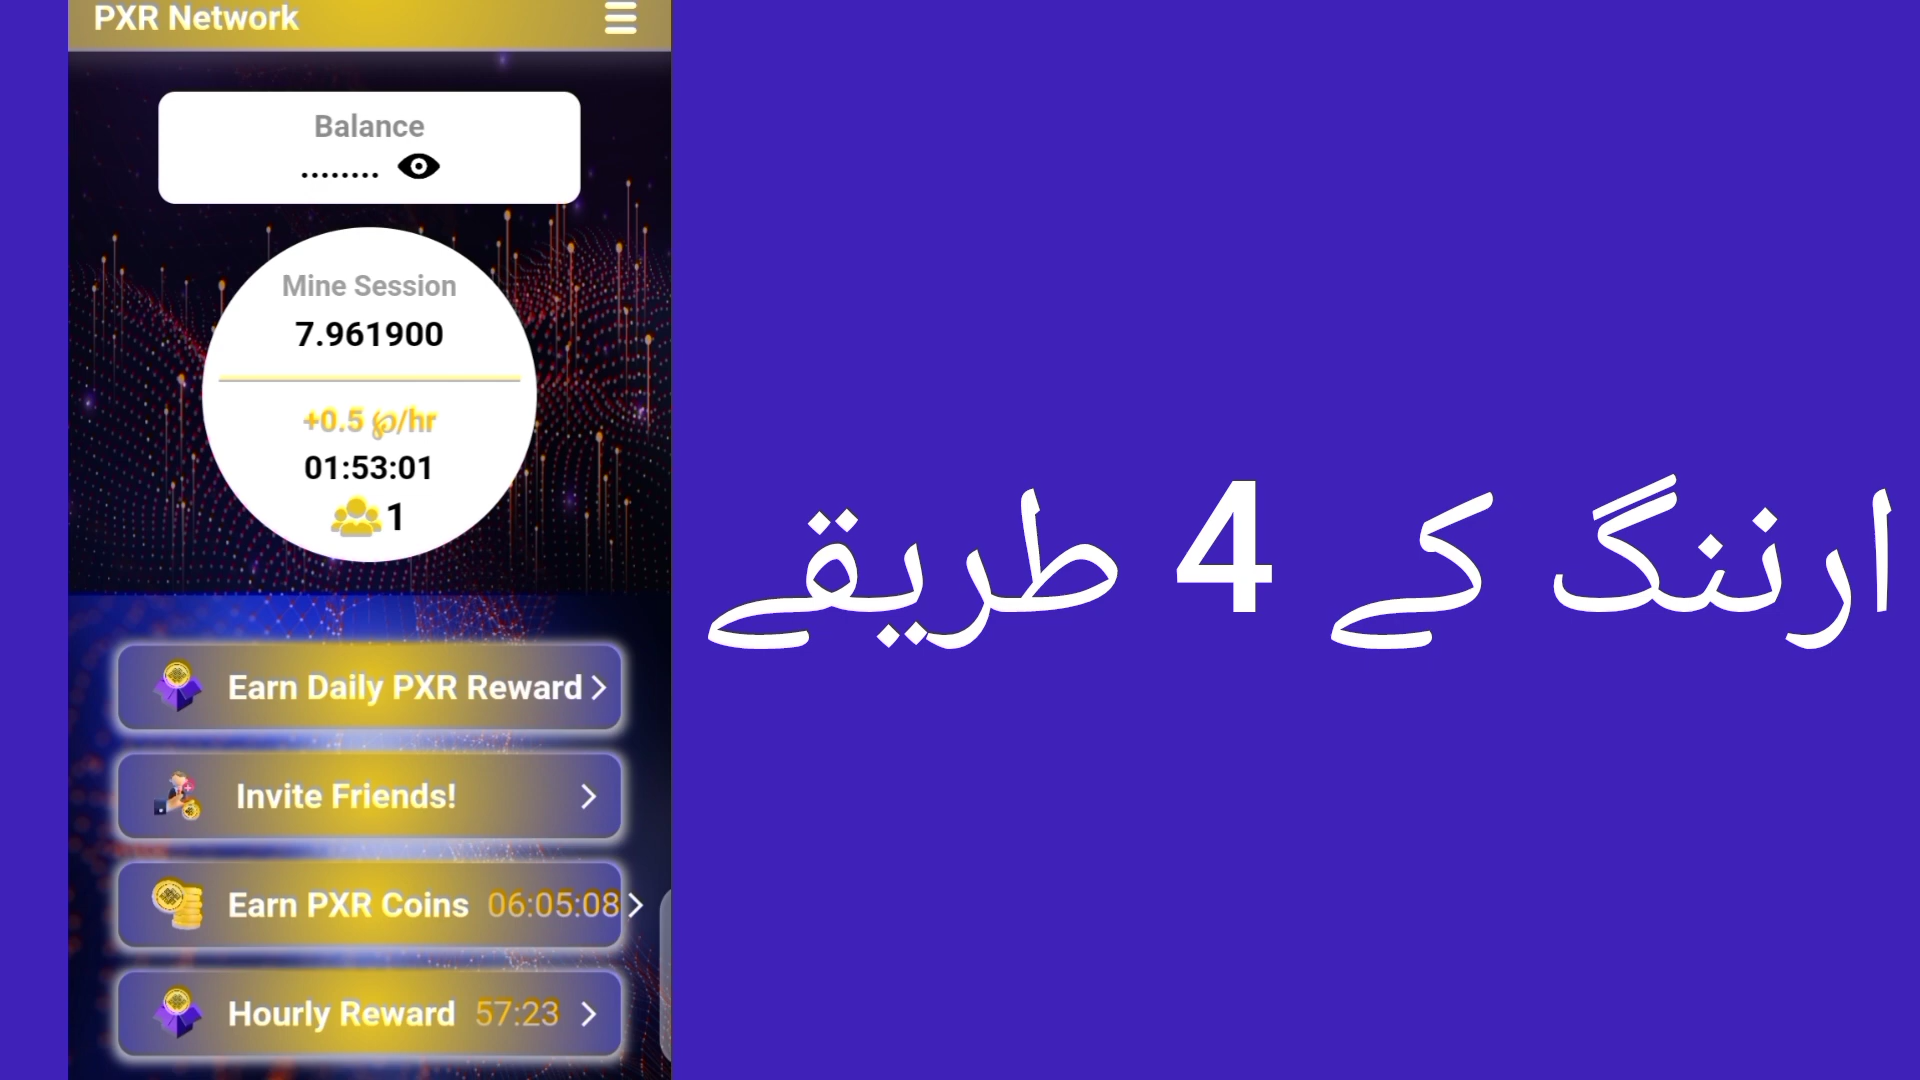 PXR Network
Balance
........
Mine Session
7.961900
+0.5 ℘/hr
01:53:01
1
Earn Daily PXR Reward
Invite Friends!
Earn PXR Coins 06:05:08
Hourly Reward 57:23
ارننگ کے 4 طریقے